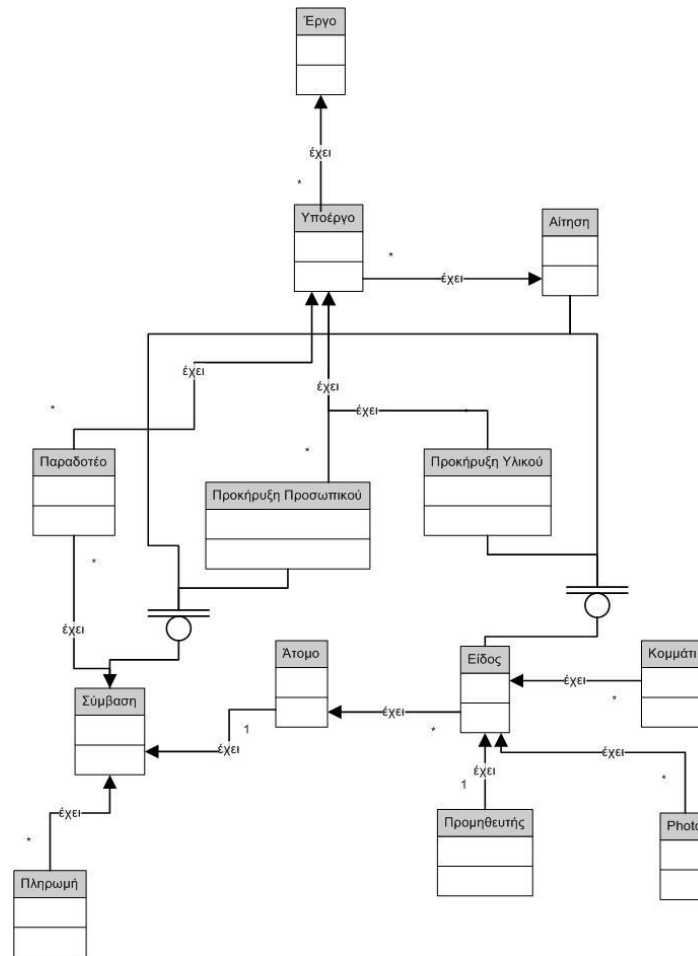 Έργο
έχει
*
Υποέργο
Αίτηση
*
έχει
έχει
έχει
*
έχει
*
*
Παραδοτέο
Προκήρυξη Υλικού
Προκήρυξη Προσωπικού
*
έχει
Άτομο
Είδος
Κομμάτι
έχει
*
Σύμβαση
έχει
*
1
έχει
έχει
έχει
*
1
έχει
*
Προμηθευτής
Photo
Πληρωμή